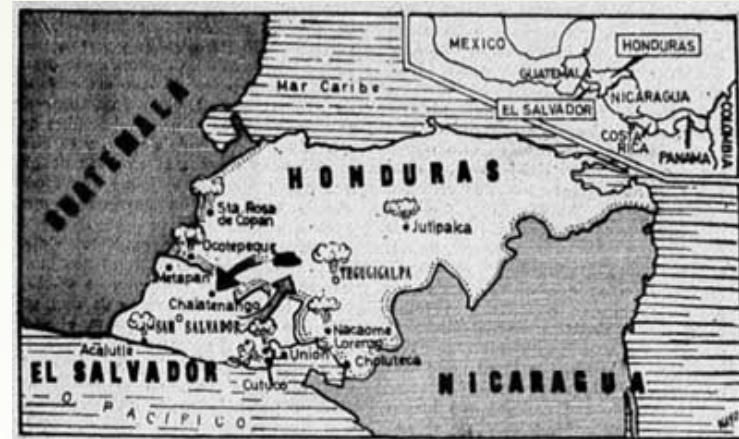 GUATEMALA
Mar Caribe
HONDURAS
Sta. Rosa
de Copan
Ocotepeque
Jutipalca
Metapan
TEGUCIGALPA
Chalatenango
SAN SALVADOR
Nacaome
S. Lorenzo
Acajutla
La Union
Choluteca
EL SALVADOR
Cutuco
NICARAGUA
O. PACIFICO
MEXICO
HONDURAS
GUATEMALA
NICARAGUA
EL SALVADOR
COSTA
RICA
PANAMA
COLOMBIA